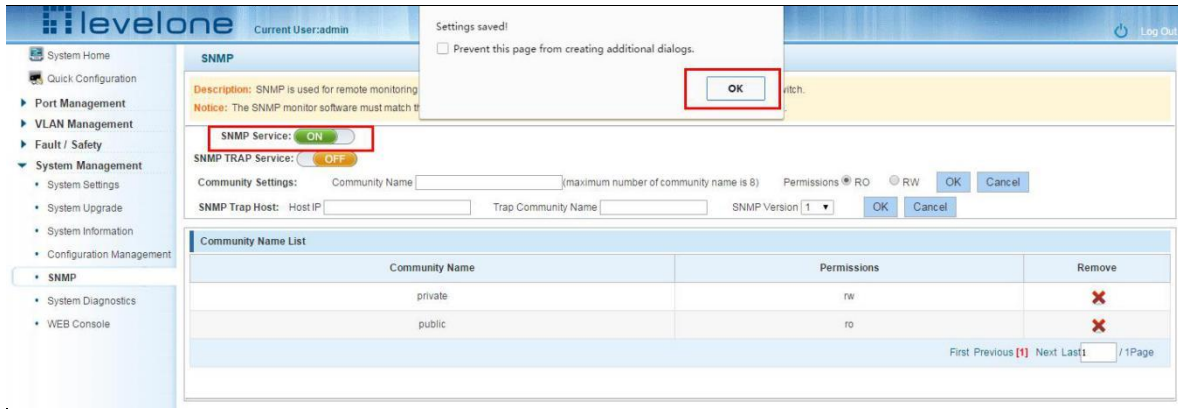 levelone Current User:admin
Log Out
Settings saved!
Prevent this page from creating additional dialogs.
OK
System Home
Quick Configuration
Port Management
VLAN Management
Fault / Safety
System Management
System Settings
System Upgrade
System Information
Configuration Management
SNMP
System Diagnostics
WEB Console
SNMP
Description: SNMP is used for remote monitoring
Notice: The SNMP monitor software must match
SNMP Service: ON
SNMP TRAP Service: OFF
Community Settings: Community Name (maximum number of community name is 8) Permissions RO RW OK Cancel
SNMP Trap Host: Host IP Trap Community Name SNMP Version 1 OK Cancel
Community Name List
Community Name Permissions Remove
private rw
public ro
First Previous [1] Next Last 1 / 1Page